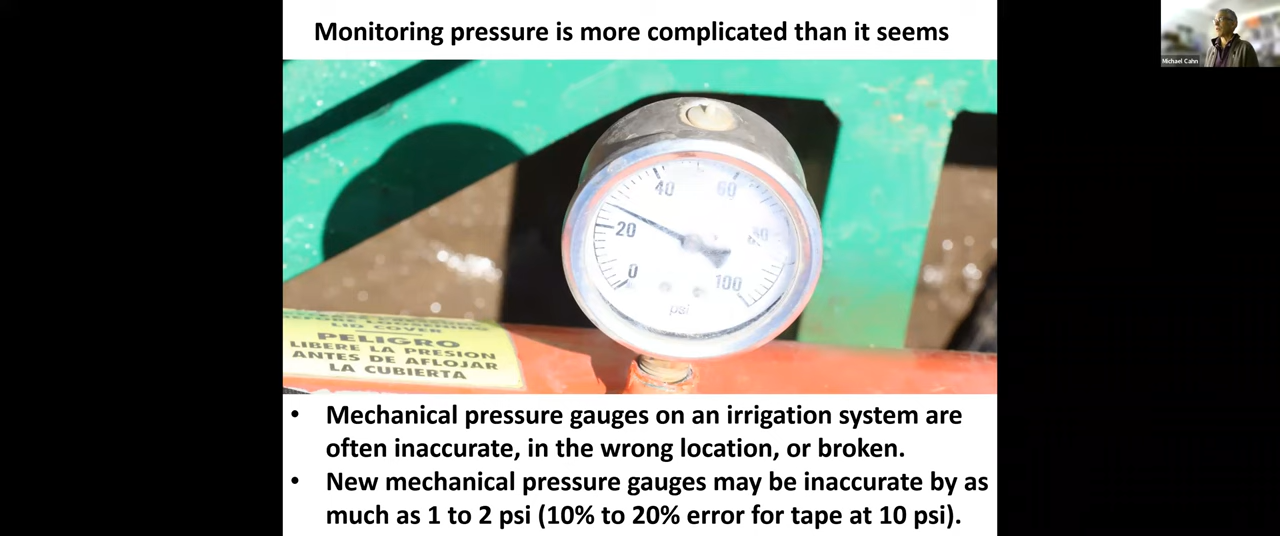 Monitoring pressure is more complicated than it seems
Michael Cahn
40
60
20
80
0
100
psi
LID COVER
PELIGRO
LIBERE LA PRESION
ANTES DE AFLOJAR
LA CUBIERTA
• Mechanical pressure gauges on an irrigation system are
often inaccurate, in the wrong location, or broken.
• New mechanical pressure gauges may be inaccurate by as
much as 1 to 2 psi (10% to 20% error for tape at 10 psi).